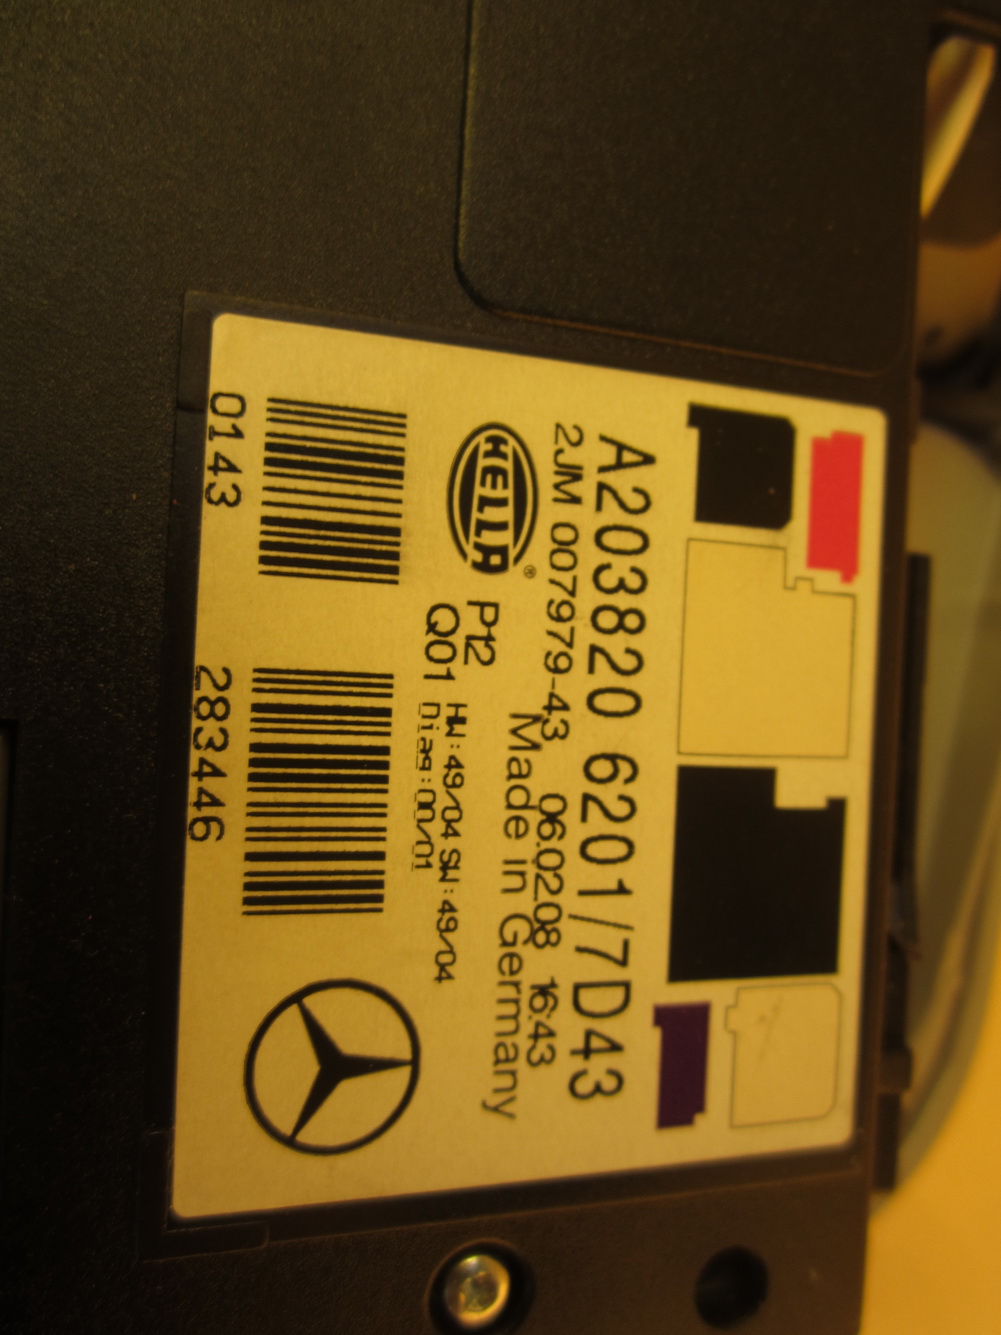 A203820 6201/7D43
2JM 007979-43 06.02.08 16:43
Made in Germany
HELLA ®
P12
Q01
HW:49/04 SW:49/04
Diag:00/01
0143
283446